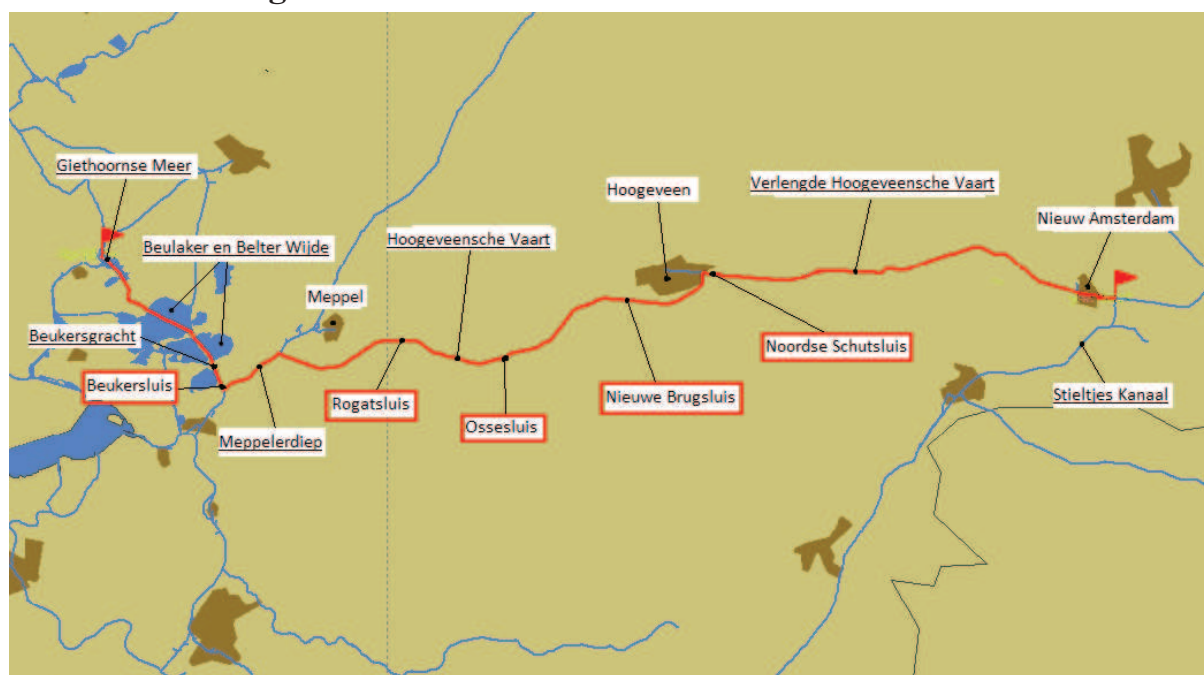 Giethoornse Meer
Hoogeveen
Verlengde Hoogeveensche Vaart
Nieuw Amsterdam
Beulaker en Belter Wijde
Hoogeveensche Vaart
Meppel
Beukersgracht
Noordse Schutsluis
Beukersluis
Rogatsluis
Nieuwe Brugsluis
Stieltjes Kanaal
Ossesluis
Meppelerdiep